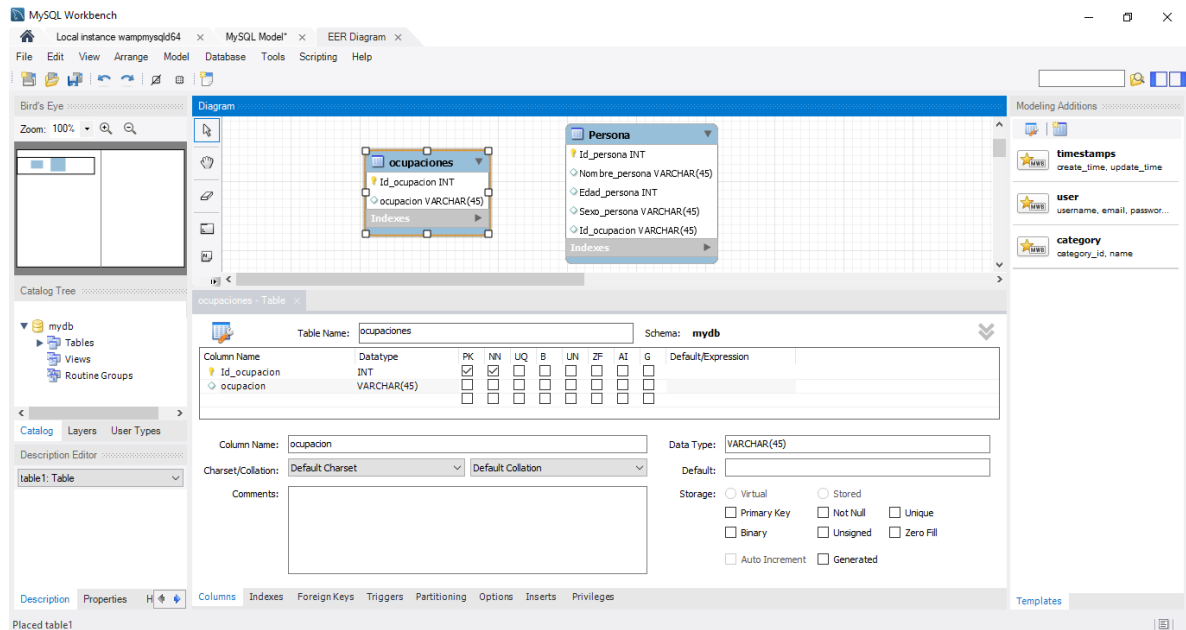 MySQL Workbench
Local instance wampmysqld64 × MySQL Model* × EER Diagram ×
File Edit View Arrange Model Database Tools Scripting Help
Bird's Eye
Zoom: 100%
Diagram
Modeling Additions
ocupaciones
Id_ocupacion INT
ocupacion VARCHAR(45)
Indexes
Persona
Id_persona INT
Nombre_persona VARCHAR(45)
Edad_persona INT
Sexo_persona VARCHAR(45)
Id_ocupacion VARCHAR(45)
Indexes
timestamps
create_time, update_time
user
username, email, passwor...
category
category_id, name
Catalog Tree
mydb
Tables
Views
Routine Groups
Catalog Layers User Types
Description Editor
table1: Table
Description Properties H
ocupaciones - Table ×
Table Name: ocupaciones Schema: mydb
Column Name Datatype PK NN UQ B UN ZF AI G Default/Expression
Id_ocupacion INT
ocupacion VARCHAR(45)
Column Name: ocupacion Data Type: VARCHAR(45)
Charset/Collation: Default Charset Default Collation Default:
Comments: Storage: Virtual Stored
Primary Key Not Null Unique
Binary Unsigned Zero Fill
Auto Increment Generated
Columns Indexes Foreign Keys Triggers Partitioning Options Inserts Privileges
Templates
Placed table1